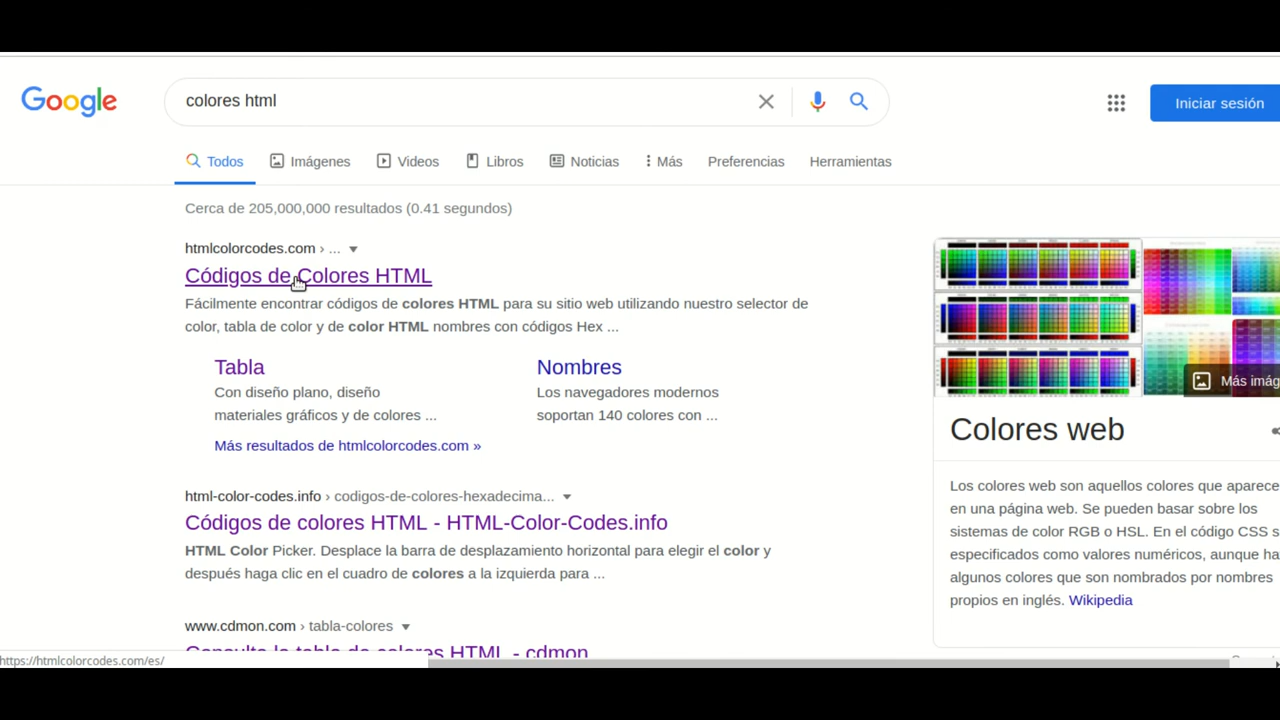 Google
colores html
Iniciar sesión
Todos
Imágenes
Videos
Libros
Noticias
Más
Preferencias
Herramientas
Cerca de 205,000,000 resultados (0.41 segundos)
htmlcolorcodes.com › ...
Códigos de Colores HTML
Fácilmente encontrar códigos de colores HTML para su sitio web utilizando nuestro selector de
color, tabla de color y de color HTML nombres con códigos Hex ...
Tabla
Con diseño plano, diseño
materiales gráficos y de colores ...
Nombres
Los navegadores modernos
soportan 140 colores con ...
Más resultados de htmlcolorcodes.com »
html-color-codes.info › codigos-de-colores-hexadecima...
Códigos de colores HTML - HTML-Color-Codes.info
HTML Color Picker. Desplace la barra de desplazamiento horizontal para elegir el color y
después haga clic en el cuadro de colores a la izquierda para ...
www.cdmon.com › tabla-colores
Consulte la tabla de colores HTML - cdmon
https://htmlcolorcodes.com/es/
Más imág
Colores web
Los colores web son aquellos colores que aparece
en una página web. Se pueden basar sobre los
sistemas de color RGB o HSL. En el código CSS s
especificados como valores numéricos, aunque ha
algunos colores que son nombrados por nombres
propios en inglés. Wikipedia